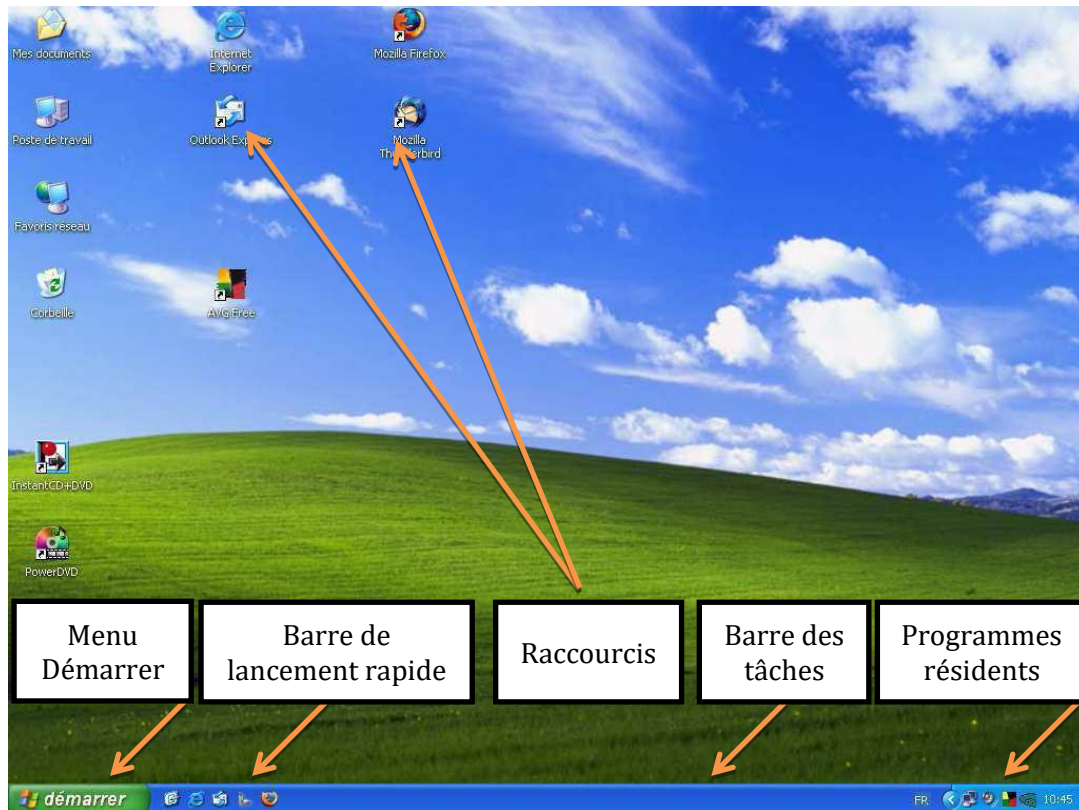 Mes documents
Internet
Explorer
Mozilla Firefox
Poste de travail
Outlook Express
Mozilla
Thunderbird
Favoris réseau
Corbeille
AVG Free
InstantCD+DVD
PowerDVD
Menu
Démarrer
Barre de
lancement rapide
Raccourcis
Barre des
tâches
Programmes
résidents
démarrer
FR
10:45